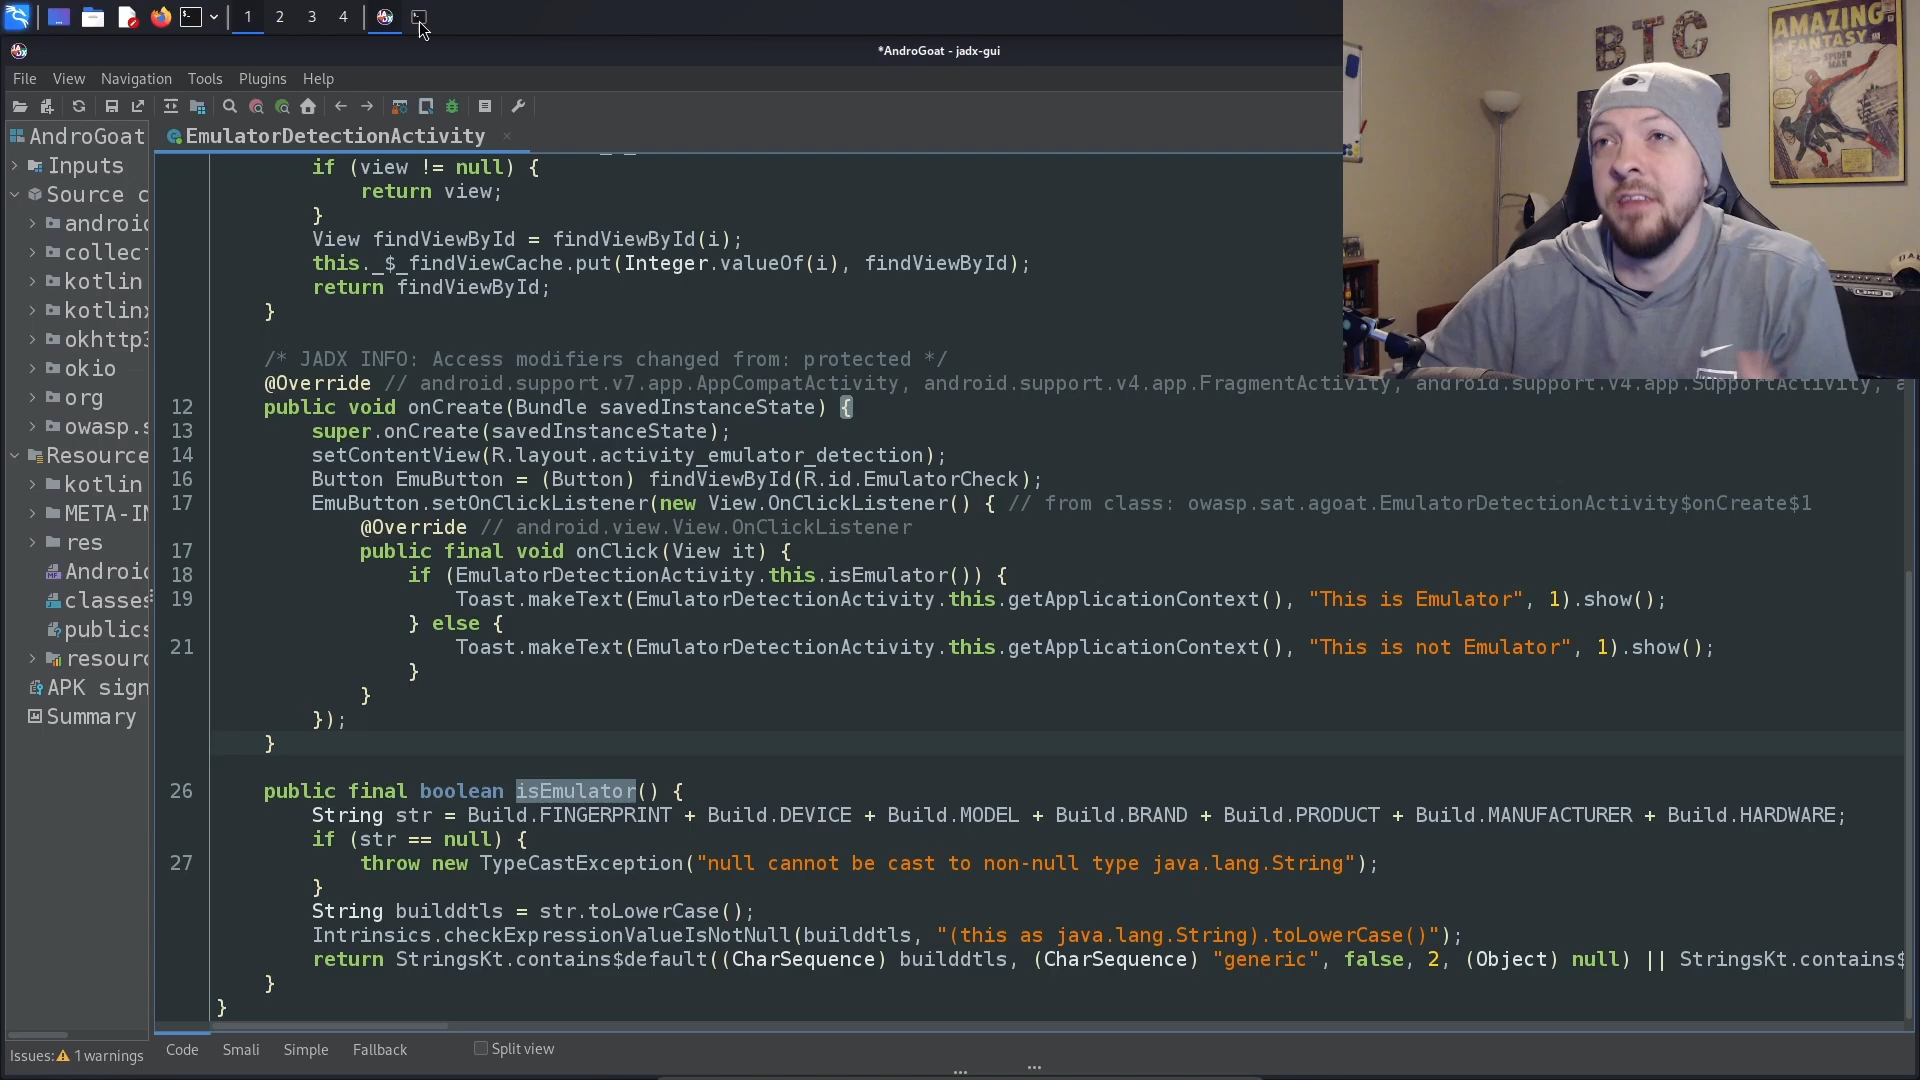 1 2 3 4
*AndroGoat - jadx-gui
File View Navigation Tools Plugins Help
AndroGoat
Inputs
Source c
android
collec
kotlin
kotlinx
okhttp3
okio
org
owasp.s
Resource
kotlin
META-IN
res
Android
classes
publics
resourc
APK sign
Summary
Issues: 1 warnings
EmulatorDetectionActivity
if (view != null) {
return view;
}
View findViewById = findViewById(i);
this._$_findViewCache.put(Integer.valueOf(i), findViewById);
return findViewById;
}
/* JADX INFO: Access modifiers changed from: protected */
@Override // android.support.v7.app.AppCompatActivity, android.support.v4.app.FragmentActivity, android.support.v4.app.SupportActivity, a
12 public void onCreate(Bundle savedInstanceState) {
13 super.onCreate(savedInstanceState);
14 setContentView(R.layout.activity_emulator_detection);
16 Button EmuButton = (Button) findViewById(R.id.EmulatorCheck);
17 EmuButton.setOnClickListener(new View.OnClickListener() { // from class: owasp.sat.agoat.EmulatorDetectionActivity$onCreate$1
@Override // android.view.View.OnClickListener
17 public final void onClick(View it) {
18 if (EmulatorDetectionActivity.this.isEmulator()) {
19 Toast.makeText(EmulatorDetectionActivity.this.getApplicationContext(), "This is Emulator", 1).show();
} else {
21 Toast.makeText(EmulatorDetectionActivity.this.getApplicationContext(), "This is not Emulator", 1).show();
}
}
});
}
26 public final boolean isEmulator() {
String str = Build.FINGERPRINT + Build.DEVICE + Build.MODEL + Build.BRAND + Build.PRODUCT + Build.MANUFACTURER + Build.HARDWARE;
if (str == null) {
27 throw new TypeCastException("null cannot be cast to non-null type java.lang.String");
}
String builddtls = str.toLowerCase();
Intrinsics.checkExpressionValueIsNotNull(builddtls, "(this as java.lang.String).toLowerCase()");
return StringsKt.contains$default((CharSequence) builddtls, (CharSequence) "generic", false, 2, (Object) null) || StringsKt.contains$
}
}
Code Smali Simple Fallback Split view
BTC
AMAZING
FANTASY
SPIDER
MAN
LINE 6